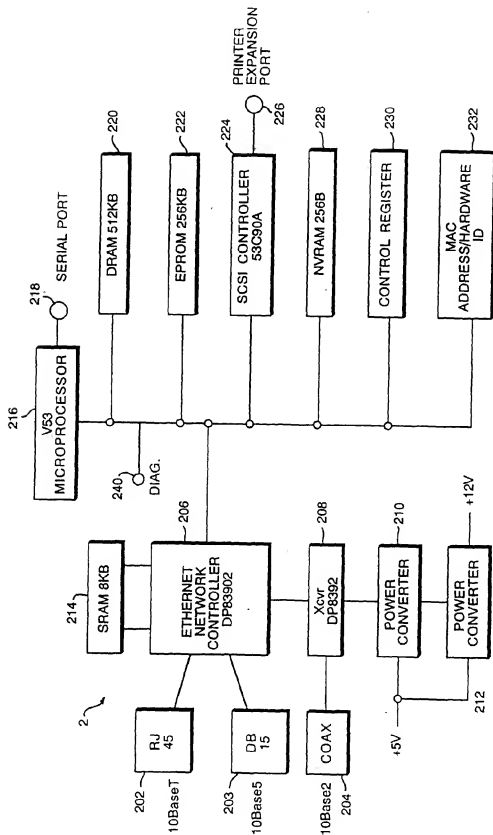 216
V53
MICROPROCESSOR
218
SERIAL PORT
DRAM 512KB
220
EPROM 256KB
222
SCSI CONTROLLER
53C90A
224
PRINTER
EXPANSION
PORT
226
NVRAM 256B
228
CONTROL REGISTER
230
MAC
ADDRESS/HARDWARE
ID
232
240
DIAG.
214
SRAM 8KB
206
ETHERNET
NETWORK
CONTROLLER
DP83902
208
Xcvr
DP8392
210
POWER
CONVERTER
POWER
CONVERTER
212
+12V
+5V
2
RJ
45
202
10BaseT
DB
15
203
10Base5
COAX
204
10Base2